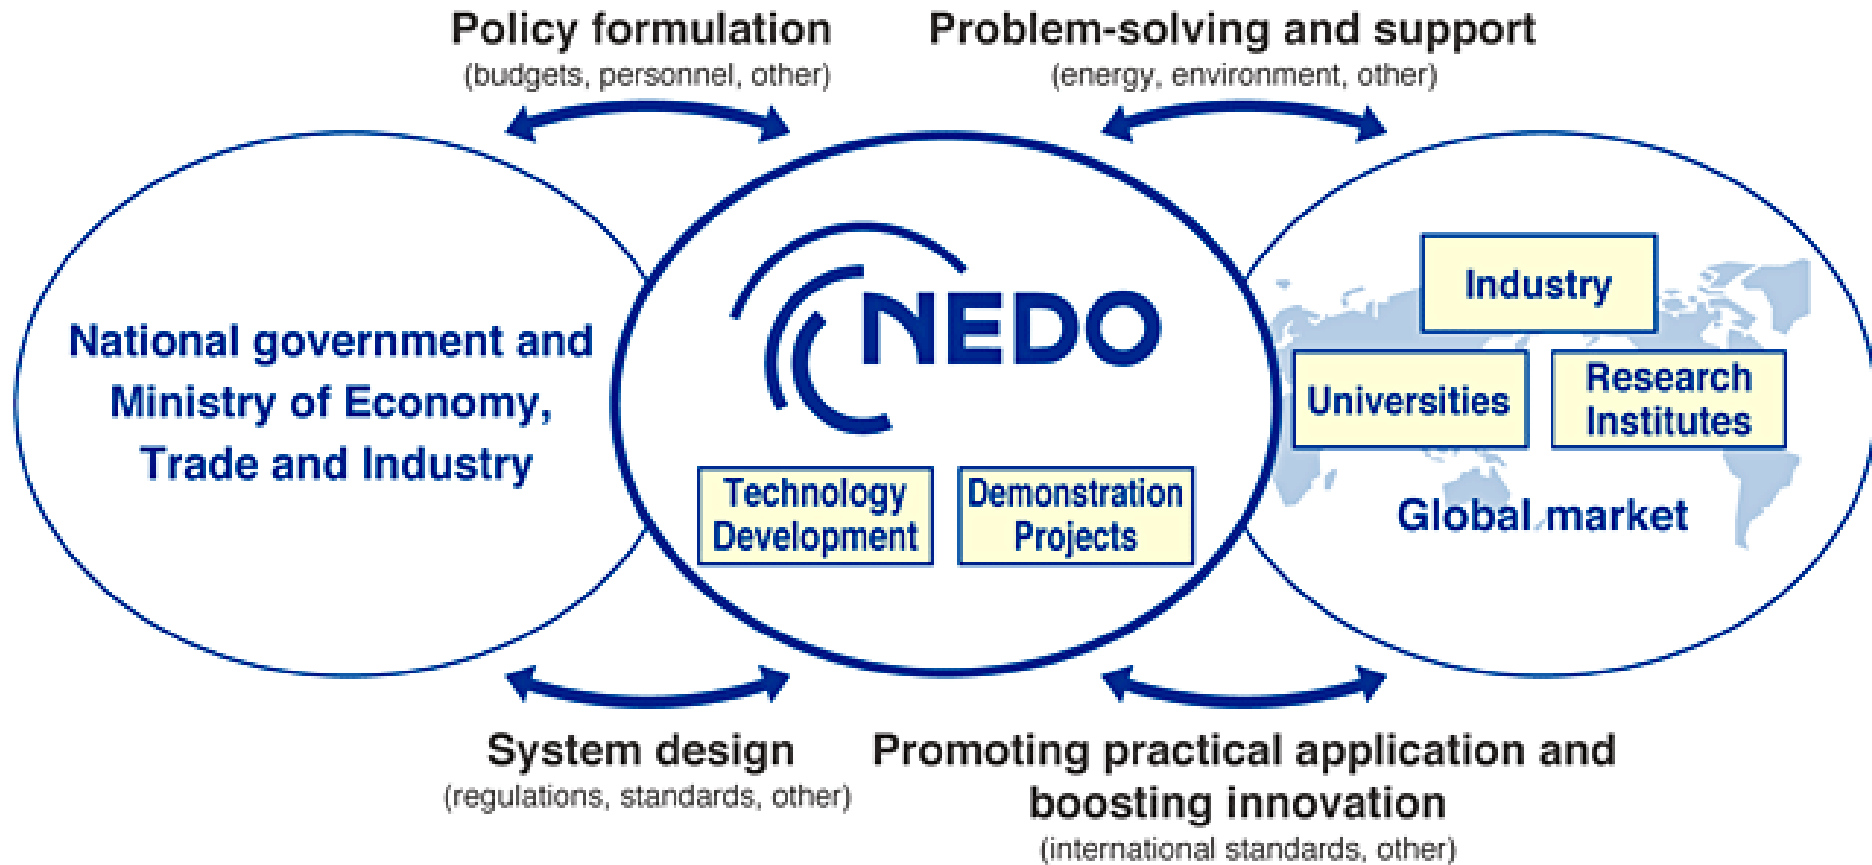 Policy formulation
(budgets, personnel, other)
Problem-solving and support
(energy, environment, other)
National government and
Ministry of Economy,
Trade and Industry
NEDO
Technology
Development
Demonstration
Projects
Industry
Universities
Research
Institutes
Global market
System design
(regulations, standards, other)
Promoting practical application and
boosting innovation
(international standards, other)